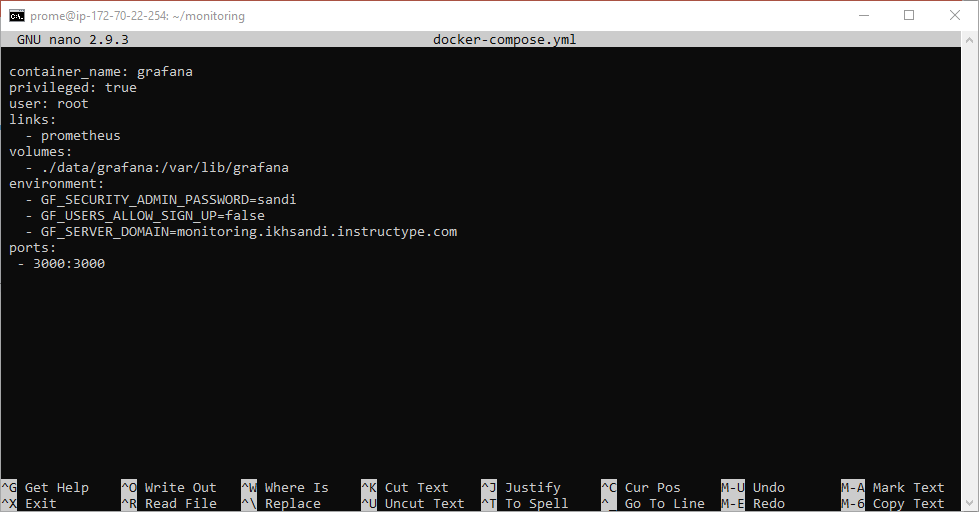 prome@ip-172-70-22-254: ~/monitoring
GNU nano 2.9.3 docker-compose.yml
container_name: grafana
privileged: true
user: root
links:
  - prometheus
volumes:
  - ./data/grafana:/var/lib/grafana
environment:
  - GF_SECURITY_ADMIN_PASSWORD=sandi
  - GF_USERS_ALLOW_SIGN_UP=false
  - GF_SERVER_DOMAIN=monitoring.ikhsandi.instructype.com
ports:
 - 3000:3000
^G Get Help ^O Write Out ^W Where Is ^K Cut Text ^J Justify ^C Cur Pos M-U Undo M-A Mark Text
^X Exit ^R Read File ^\ Replace ^U Uncut Text ^T To Spell ^_ Go To Line M-E Redo M-6 Copy Text